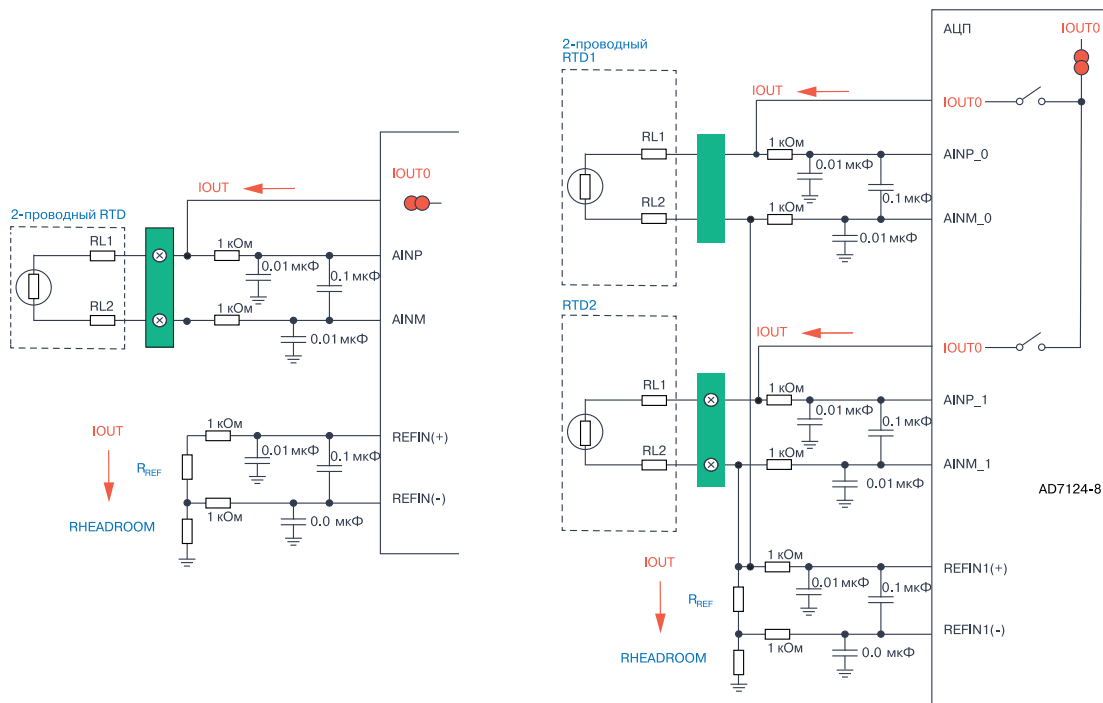 IOUT0
IOUT
2-проводный RTD
RL1
1 кОм
AINP
0.01 мкФ
0.1 мкФ
RL2
1 кОм
AINM
0.01 мкФ
IOUT
1 кОм
REFIN(+)
0.01 мкФ
0.1 мкФ
RREF
REFIN(-)
RHEADROOM
1 кОм
0.0 мкФ
АЦП
IOUT0
2-проводный
RTD1
IOUT
IOUT0
RL1
1 кОм
AINP_0
0.01 мкФ
0.1 мкФ
RL2
1 кОм
AINM_0
0.01 мкФ
RTD2
IOUT
IOUT0
RL1
1 кОм
AINP_1
0.01 мкФ
0.1 мкФ
RL2
1 кОм
AINM_1
0.01 мкФ
AD7124-8
IOUT
1 кОм
REFIN1(+)
0.01 мкФ
0.1 мкФ
RREF
REFIN1(-)
RHEADROOM
1 кОм
0.0 мкФ